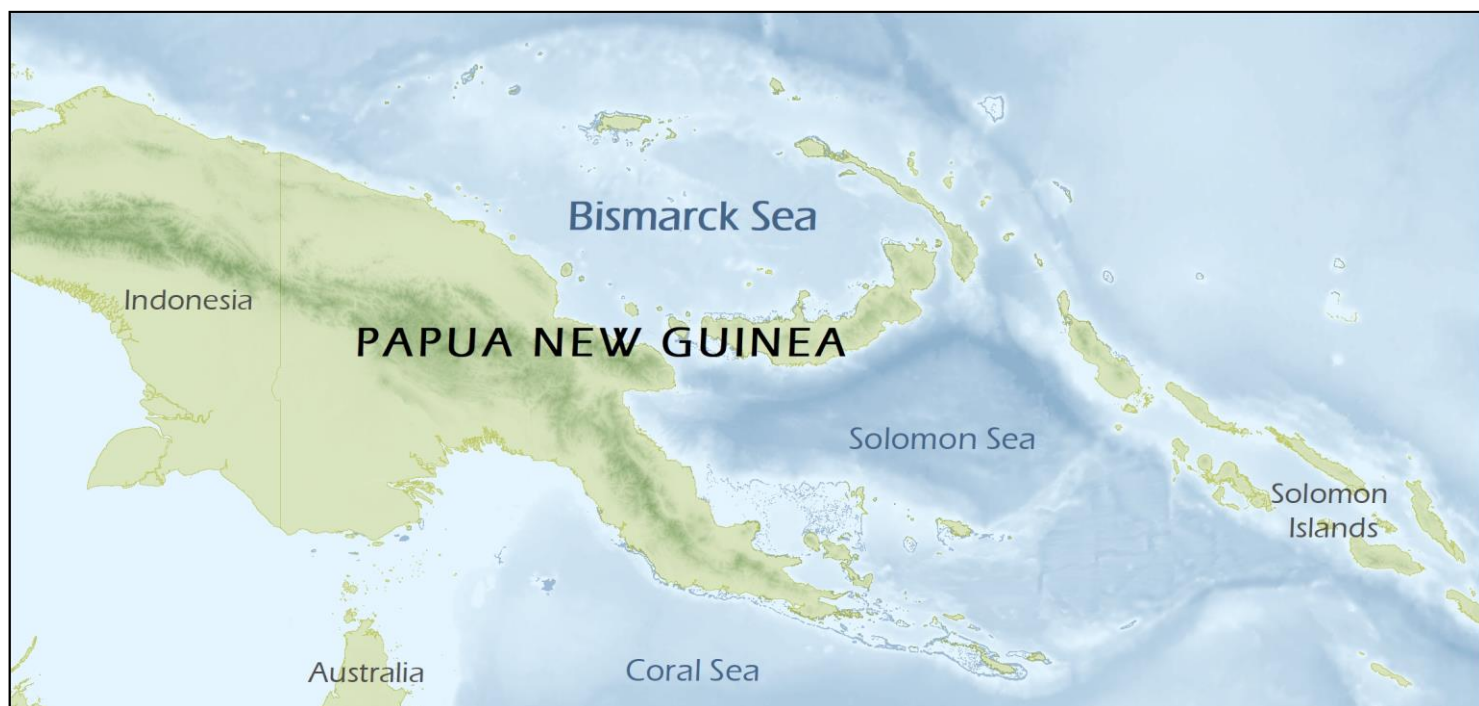 Bismarck Sea
Indonesia
PAPUA NEW GUINEA
Solomon Sea
Solomon
Islands
Australia
Coral Sea